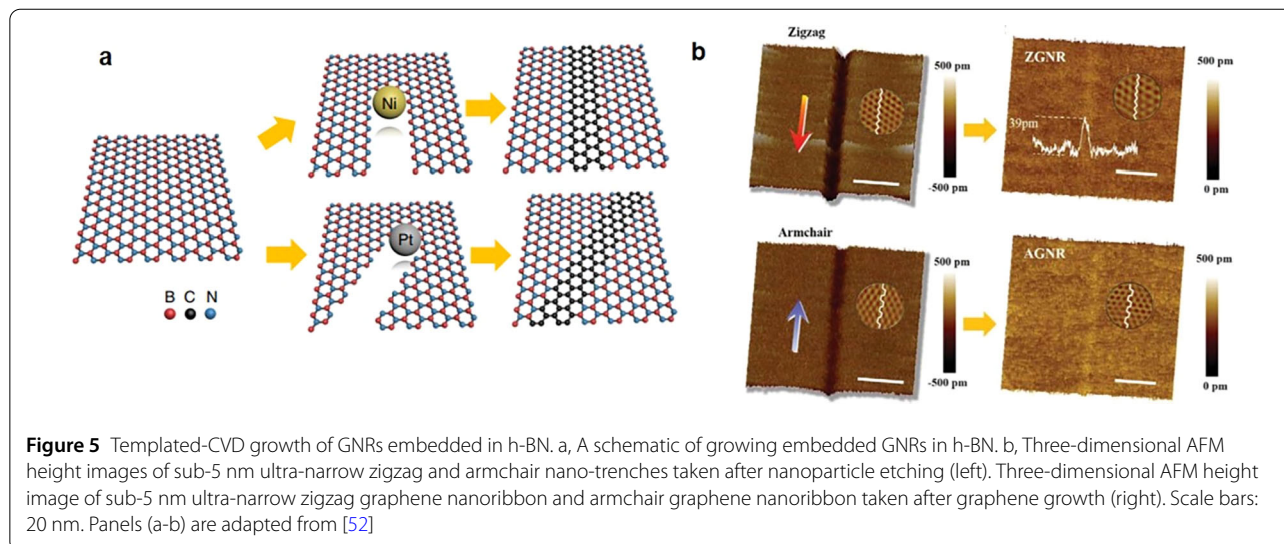 a
Ni
Pt
B C N
b
Zigzag
500 pm
-500 pm
ZGNR
39pm
500 pm
0 pm
Armchair
500 pm
-500 pm
AGNR
500 pm
0 pm
Figure 5 Templated-CVD growth of GNRs embedded in h-BN. a, A schematic of growing embedded GNRs in h-BN. b, Three-dimensional AFM
height images of sub-5 nm ultra-narrow zigzag and armchair nano-trenches taken after nanoparticle etching (left). Three-dimensional AFM height
image of sub-5 nm ultra-narrow zigzag graphene nanoribbon and armchair graphene nanoribbon taken after graphene growth (right). Scale bars:
20 nm. Panels (a-b) are adapted from [52]